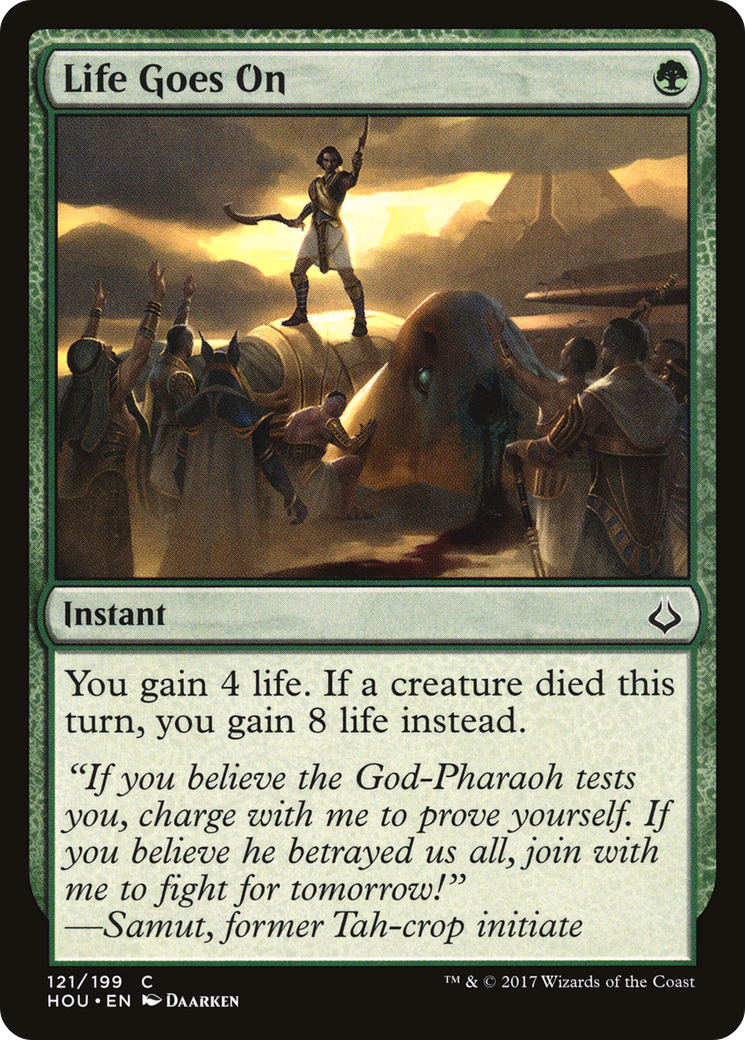 Life Goes On
Instant
You gain 4 life. If a creature died this
turn, you gain 8 life instead.
“If you believe the God-Pharaoh tests
you, charge with me to prove yourself. If
you believe he betrayed us all, join with
me to fight for tomorrow!”
—Samut, former Tah-crop initiate
121/199 C
™ & © 2017 Wizards of the Coast
HOU • EN Daarken